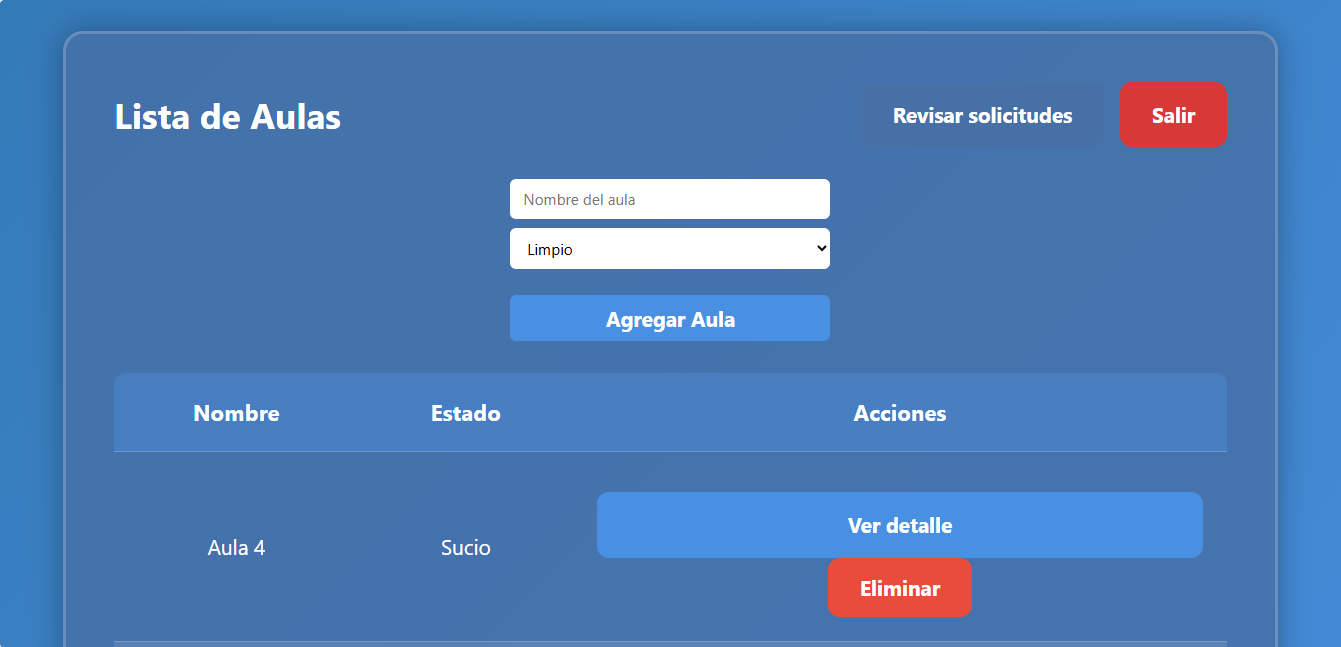 Lista de Aulas
Revisar solicitudes
Salir
Nombre del aula
Limpio
Agregar Aula
Nombre Estado Acciones
Ver detalle
Aula 4 Sucio
Eliminar